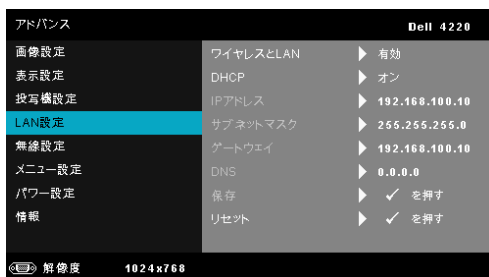 アドバンス Dell 4220
画像設定 ワイヤレスとLAN 有効
表示設定 DHCP オン
投写機設定 IPアドレス 192.168.100.10
LAN設定 サブネットマスク 255.255.255.0
無線設定 ゲートウエイ 192.168.100.10
メニュー設定 DNS 0.0.0.0
パワー設定 保存 ✓ を押す
情報 リセット ✓ を押す
解像度 1024x768